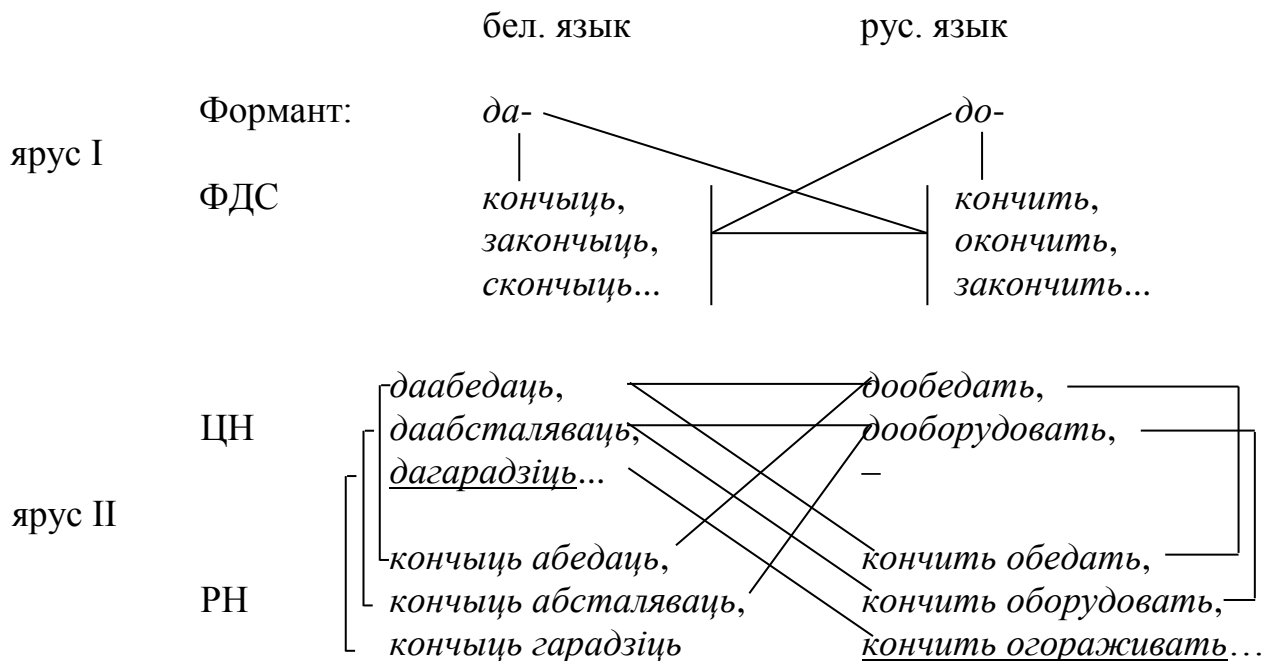 бел. язык рус. язык
Формант: да- до-
ярус I
ФДС кончыць, кончить,
закончыць, окончить,
скончыць... закончить...
даабедаць, дообедать,
ЦН даабсталяваць, дооборудовать,
дагарадзіць... –
ярус II
кончыць абедаць, кончить обедать,
РН кончыць абсталяваць, кончить оборудовать,
кончыць гарадзіць кончить огораживать…